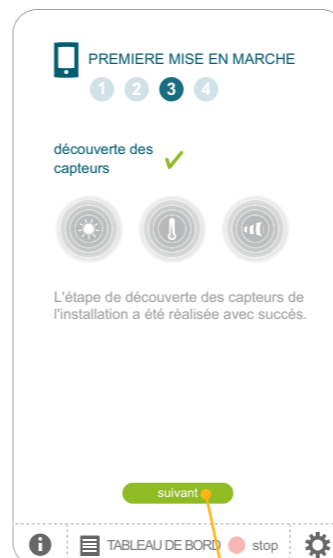 PREMIERE MISE EN MARCHE
1 2 3 4
découverte des
capteurs
L'étape de découverte des capteurs de
l'installation a été réalisée avec succès.
suivant
TABLEAU DE BORD stop